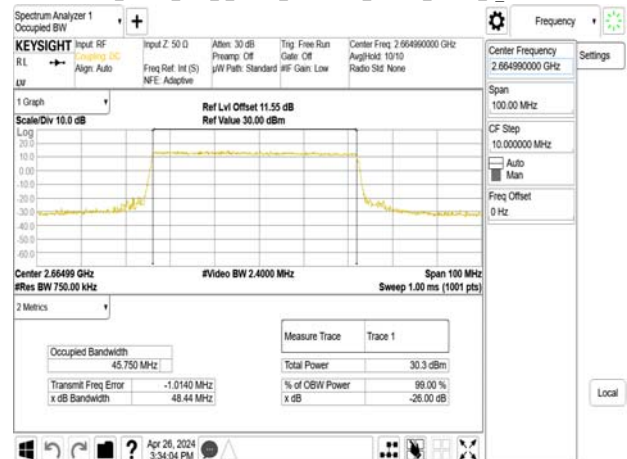 Spectrum Analyzer 1
Occupied BW
Frequency
KEYSIGHT
RL
Input: RF
Coupling: DC
Align: Auto
Input Z: 50 Ω
Freq Ref: Int (S)
NFE: Adaptive
Atten: 30 dB
Preamp: Off
µW Path: Standard
Trig: Free Run
Gate: Off
#IF Gain: Low
Center Freq: 2.664990000 GHz
Avg|Hold: 10/10
Radio Std: None
Center Frequency
2.664990000 GHz
Settings
Span
100.00 MHz
CF Step
10.000000 MHz
Auto
Man
Freq Offset
0 Hz
1 Graph
Scale/Div 10.0 dB
Ref Lvl Offset 11.55 dB
Ref Value 30.00 dBm
Log
20.0
10.0
0.00
-10.0
-20.0
-30.0
-40.0
-50.0
-60.0
Center 2.66499 GHz
#Res BW 750.00 kHz
#Video BW 2.4000 MHz
Span 100 MHz
Sweep 1.00 ms (1001 pts)
2 Metrics
Measure Trace
Trace 1
Occupied Bandwidth
45.750 MHz
Total Power
30.3 dBm
Transmit Freq Error
-1.0140 MHz
% of OBW Power
99.00 %
x dB Bandwidth
48.44 MHz
x dB
-26.00 dB
Local
?
Apr 26, 2024
3:34:04 PM